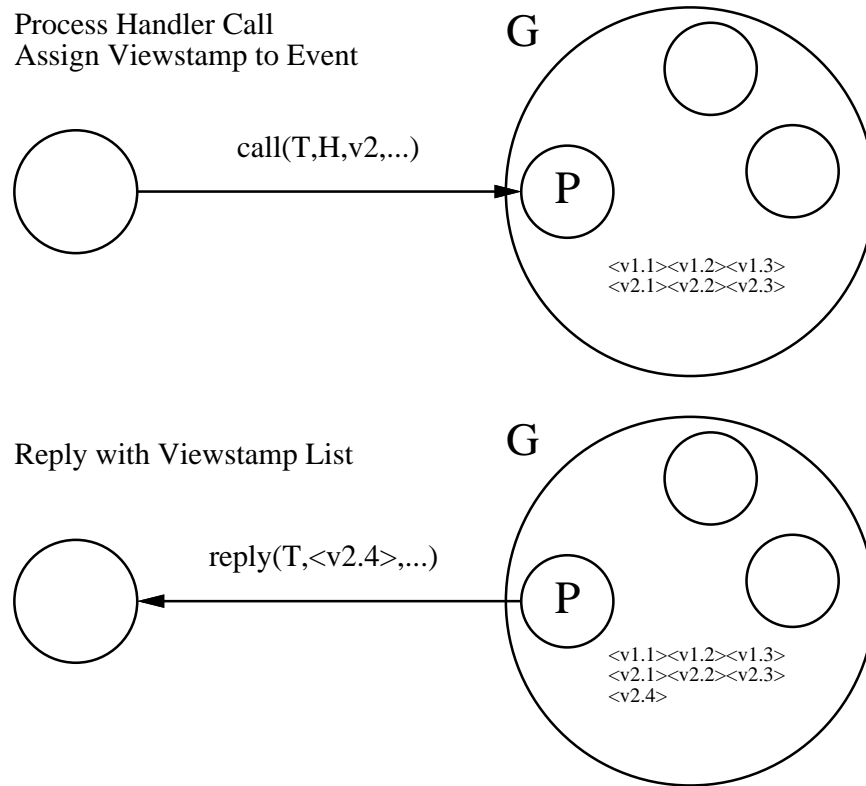 Process Handler Call
Assign Viewstamp to Event
G
call(T,H,v2,...)
P
<v1.1><v1.2><v1.3>
<v2.1><v2.2><v2.3>
Reply with Viewstamp List
G
reply(T,<v2.4>,...)
P
<v1.1><v1.2><v1.3>
<v2.1><v2.2><v2.3>
<v2.4>